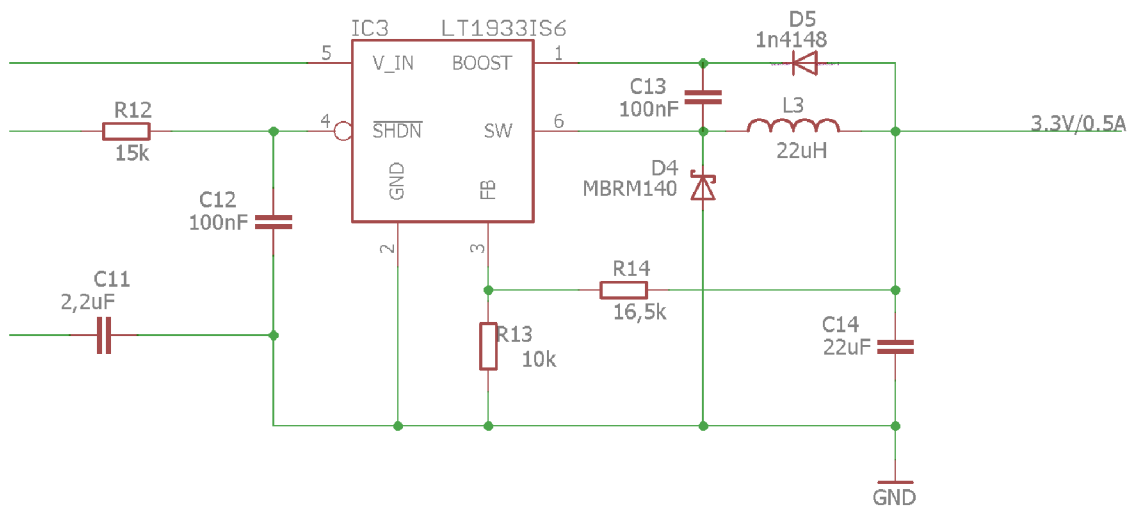 IC3
LT1933IS6
D5
1n4148
5
V_IN
BOOST
1
C13
100nF
L3
22uH
R12
15k
4
SHDN
SW
6
3.3V/0.5A
D4
MBRM140
GND
FB
C12
100nF
2
3
C11
2,2uF
R14
16,5k
R13
10k
C14
22uF
GND